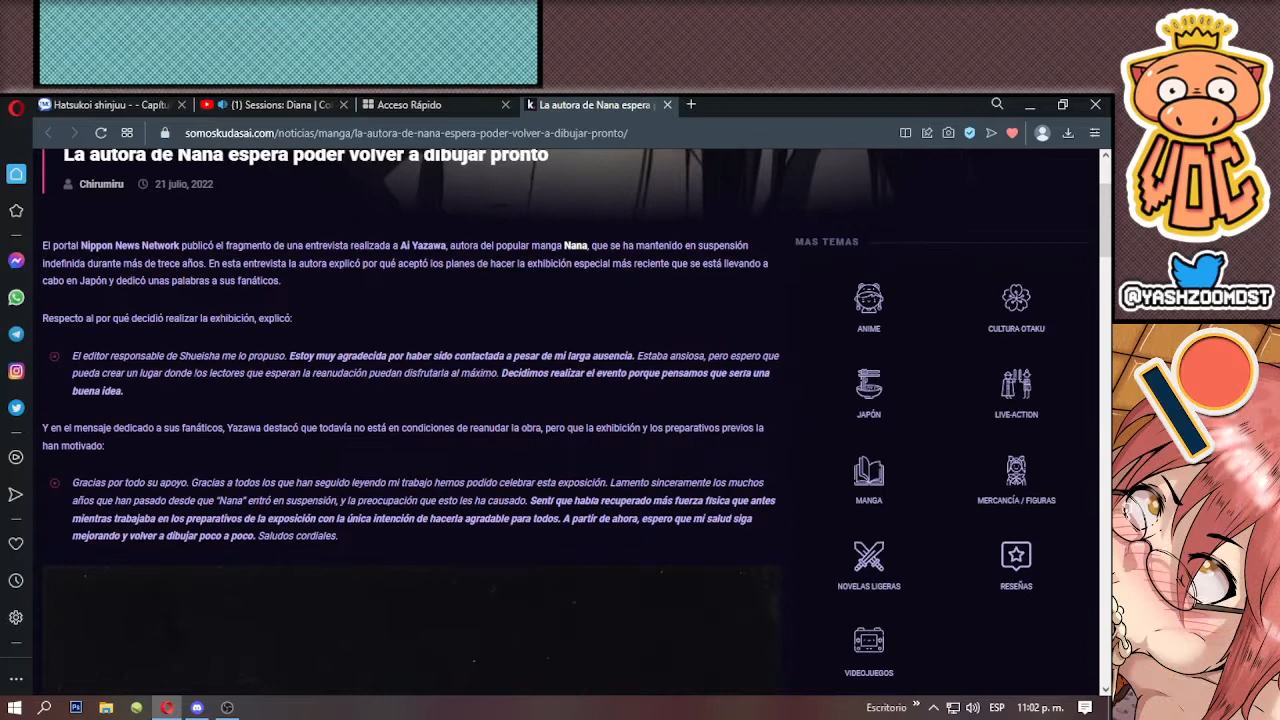 Hatsukoi shinjuu - - Capítu
(1) Sessions: Diana | Co
Acceso Rápido
La autora de Nana espera
somoskudasai.com/noticias/manga/la-autora-de-nana-espera-poder-volver-a-dibujar-pronto/
La autora de Nana espera poder volver a dibujar pronto
Chirumiru
21 julio, 2022
El portal Nippon News Network publicó el fragmento de una entrevista realizada a Ai Yazawa, autora del popular manga Nana, que se ha mantenido en suspensión
indefinida durante más de trece años. En esta entrevista la autora explicó por qué aceptó los planes de hacer la exhibición especial más reciente que se está llevando a
cabo en Japón y dedicó unas palabras a sus fanáticos.
Respecto al por qué decidió realizar la exhibición, explicó:
El editor responsable de Shueisha me lo propuso. Estoy muy agradecida por haber sido contactada a pesar de mi larga ausencia. Estaba ansiosa, pero espero que
pueda crear un lugar donde los lectores que esperan la reanudación puedan disfrutarla al máximo. Decidimos realizar el evento porque pensamos que sería una
buena idea.
Y en el mensaje dedicado a sus fanáticos, Yazawa destacó que todavía no está en condiciones de reanudar la obra, pero que la exhibición y los preparativos previos la
han motivado:
Gracias por todo su apoyo. Gracias a todos los que han seguido leyendo mi trabajo hemos podido celebrar esta exposición. Lamento sinceramente los muchos
años que han pasado desde que “Nana” entró en suspensión, y la preocupación que esto les ha causado. Sentí que había recuperado más fuerza física que antes
mientras trabajaba en los preparativos de la exposición con la única intención de hacerla agradable para todos. A partir de ahora, espero que mi salud siga
mejorando y volver a dibujar poco a poco. Saludos cordiales.
MAS TEMAS
ANIME
CULTURA OTAKU
JAPÓN
LIVE-ACTION
MANGA
MERCANCÍA / FIGURAS
NOVELAS LIGERAS
RESEÑAS
VIDEOJUEGOS
@YASHZOOMDST
Escritorio
ESP
11:02 p. m.